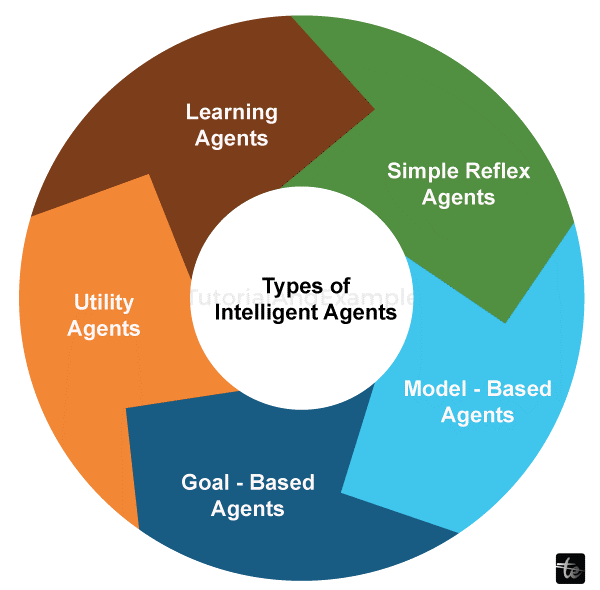 Learning
Agents
Simple Reflex
Agents
Utility
Agents
TutorialAndExample
Types of
Intelligent Agents
Model - Based
Agents
Goal - Based
Agents
te